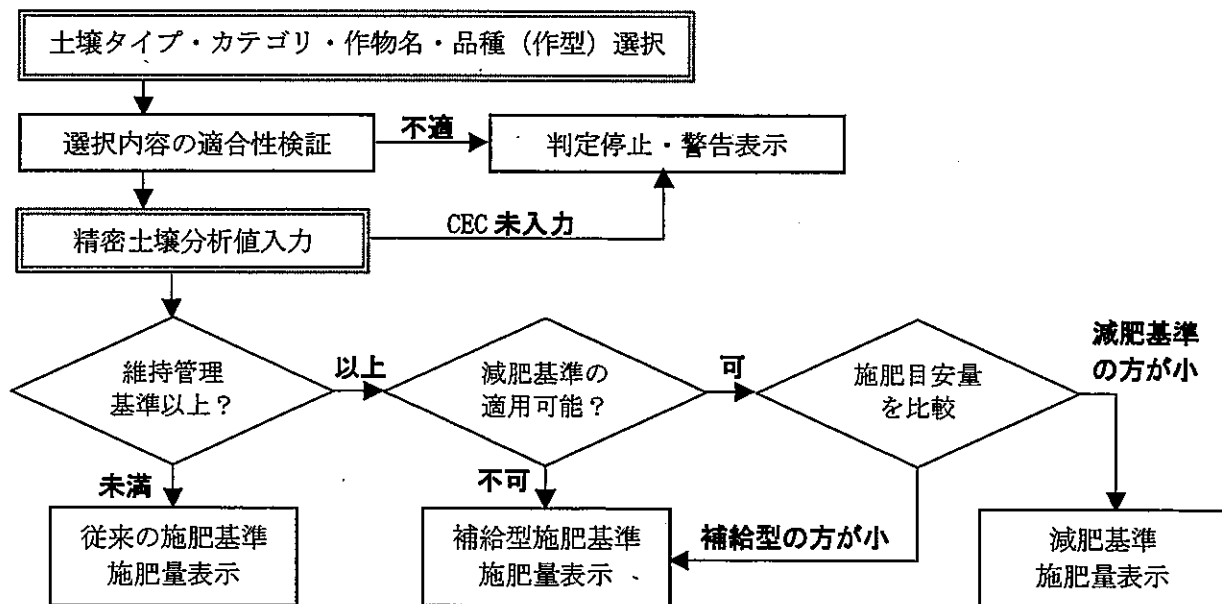 土壌タイプ・カテゴリ・作物名・品種（作型）選択
選択内容の適合性検証
不適
判定停止・警告表示
精密土壌分析値入力
CEC 未入力
維持管理
基準以上？
以上
減肥基準の
適用可能？
可
施肥目安量
を比較
減肥基準
の方が小
未満
不可
補給型の方が小
従来の施肥基準
施肥量表示
補給型施肥基準
施肥量表示
減肥基準
施肥量表示